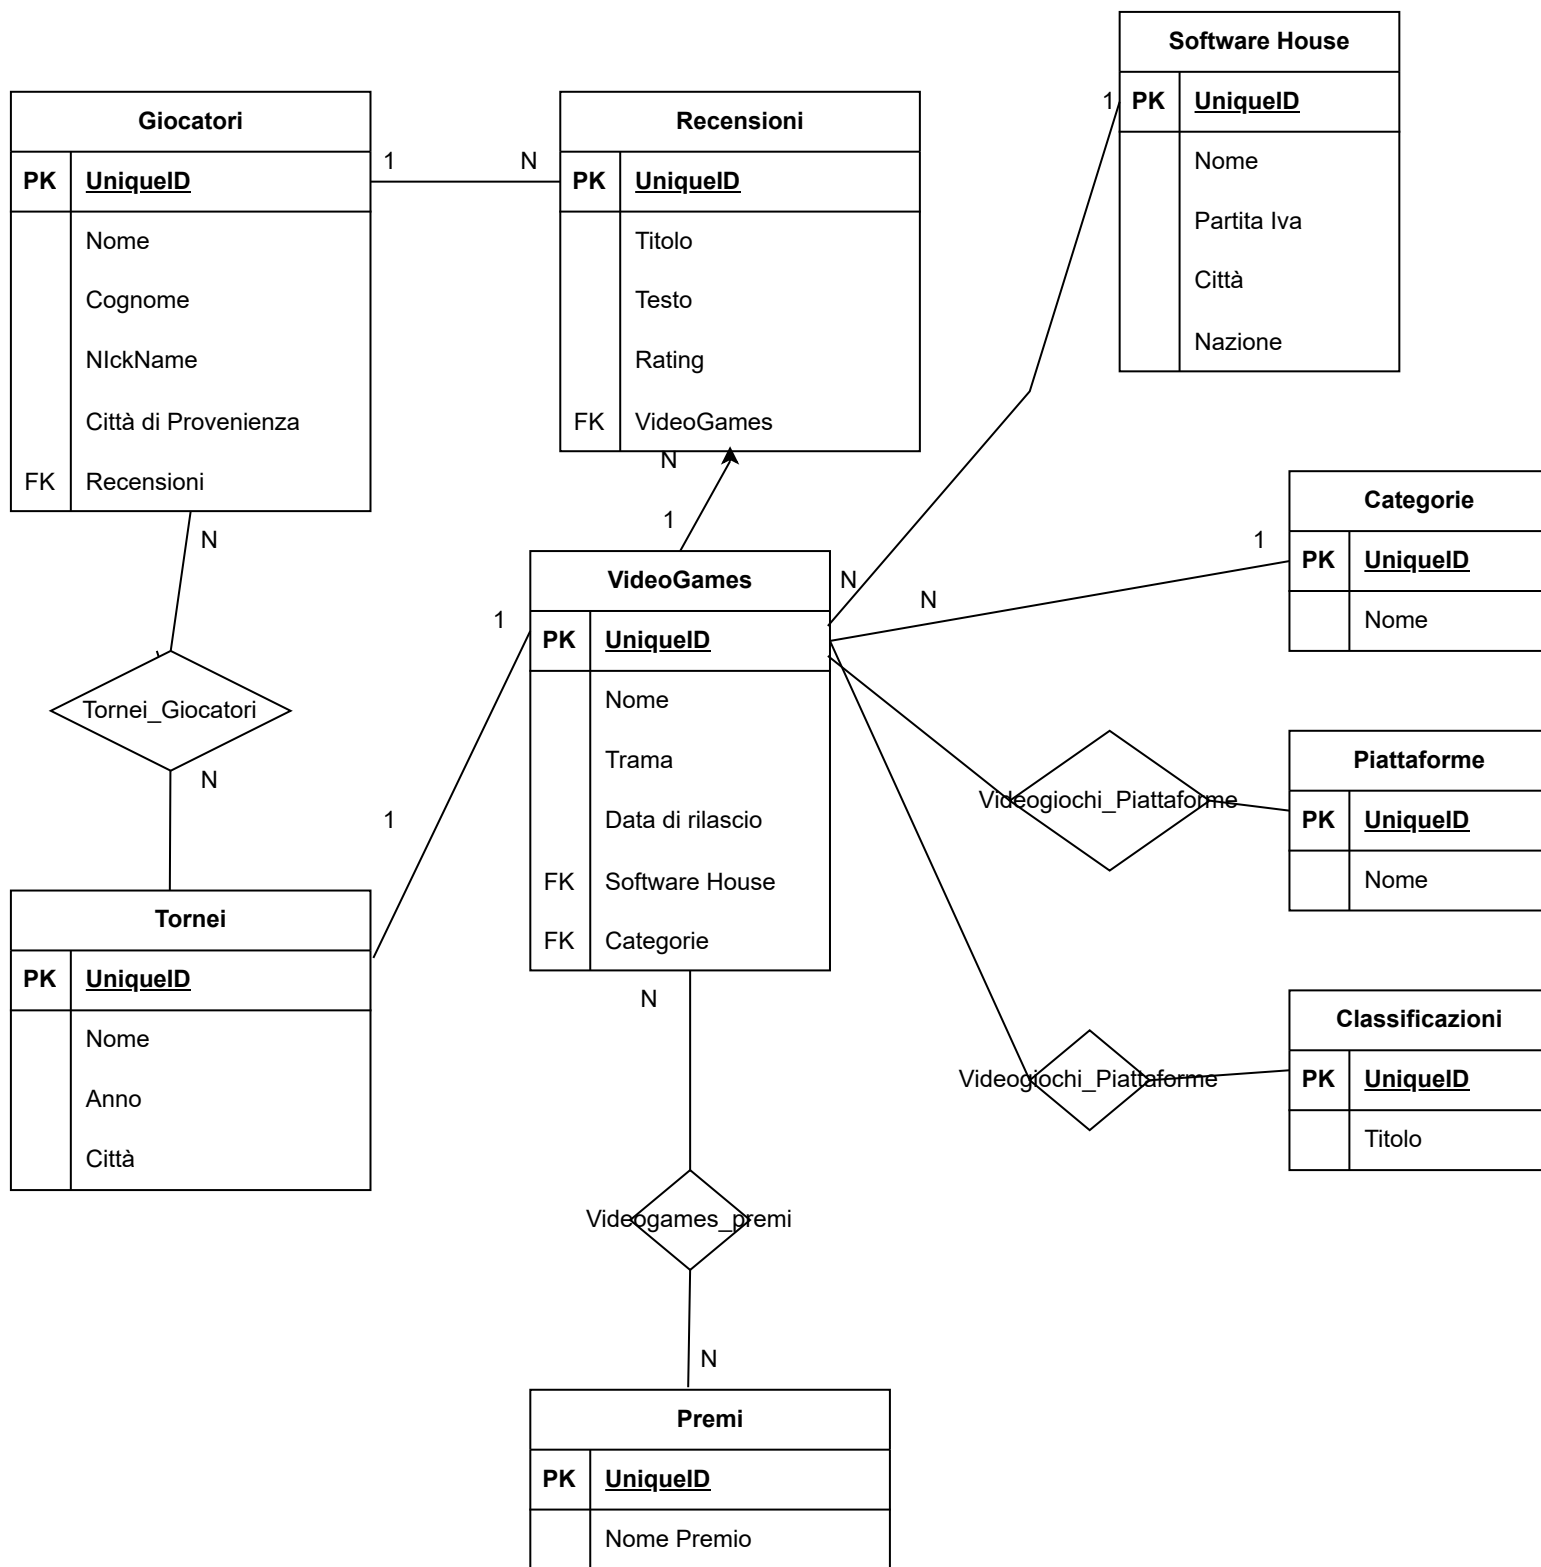 Software House
PK UniqueID
Nome
Partita Iva
Città
Nazione
1
Giocatori
PK UniqueID
Nome
Cognome
NIckName
Città di Provenienza
FK Recensioni
1
N
Recensioni
PK UniqueID
Titolo
Testo
Rating
FK VideoGames
N
1
N
Tornei_Giocatori
N
1
1
VideoGames
PK UniqueID
Nome
Trama
Data di rilascio
FK Software House
FK Categorie
N
N
1
Categorie
PK UniqueID
Nome
Videogiochi_Piattaforme
Piattaforme
PK UniqueID
Nome
Videogiochi_Piattaforme
Classificazioni
PK UniqueID
Titolo
Tornei
PK UniqueID
Nome
Anno
Città
N
Videogames_premi
N
Premi
PK UniqueID
Nome Premio